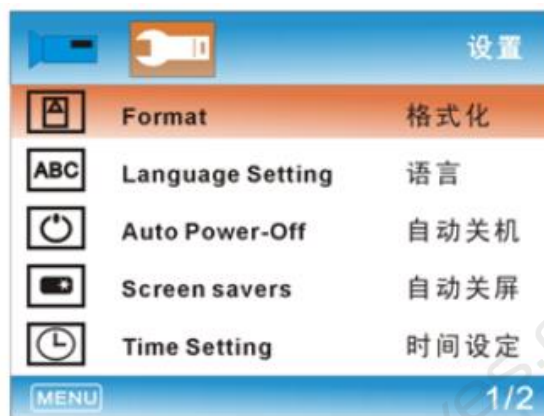 设置
Format 格式化
ABC Language Setting 语言
Auto Power-Off 自动关机
Screen savers 自动关屏
Time Setting 时间设定
MENU 1/2